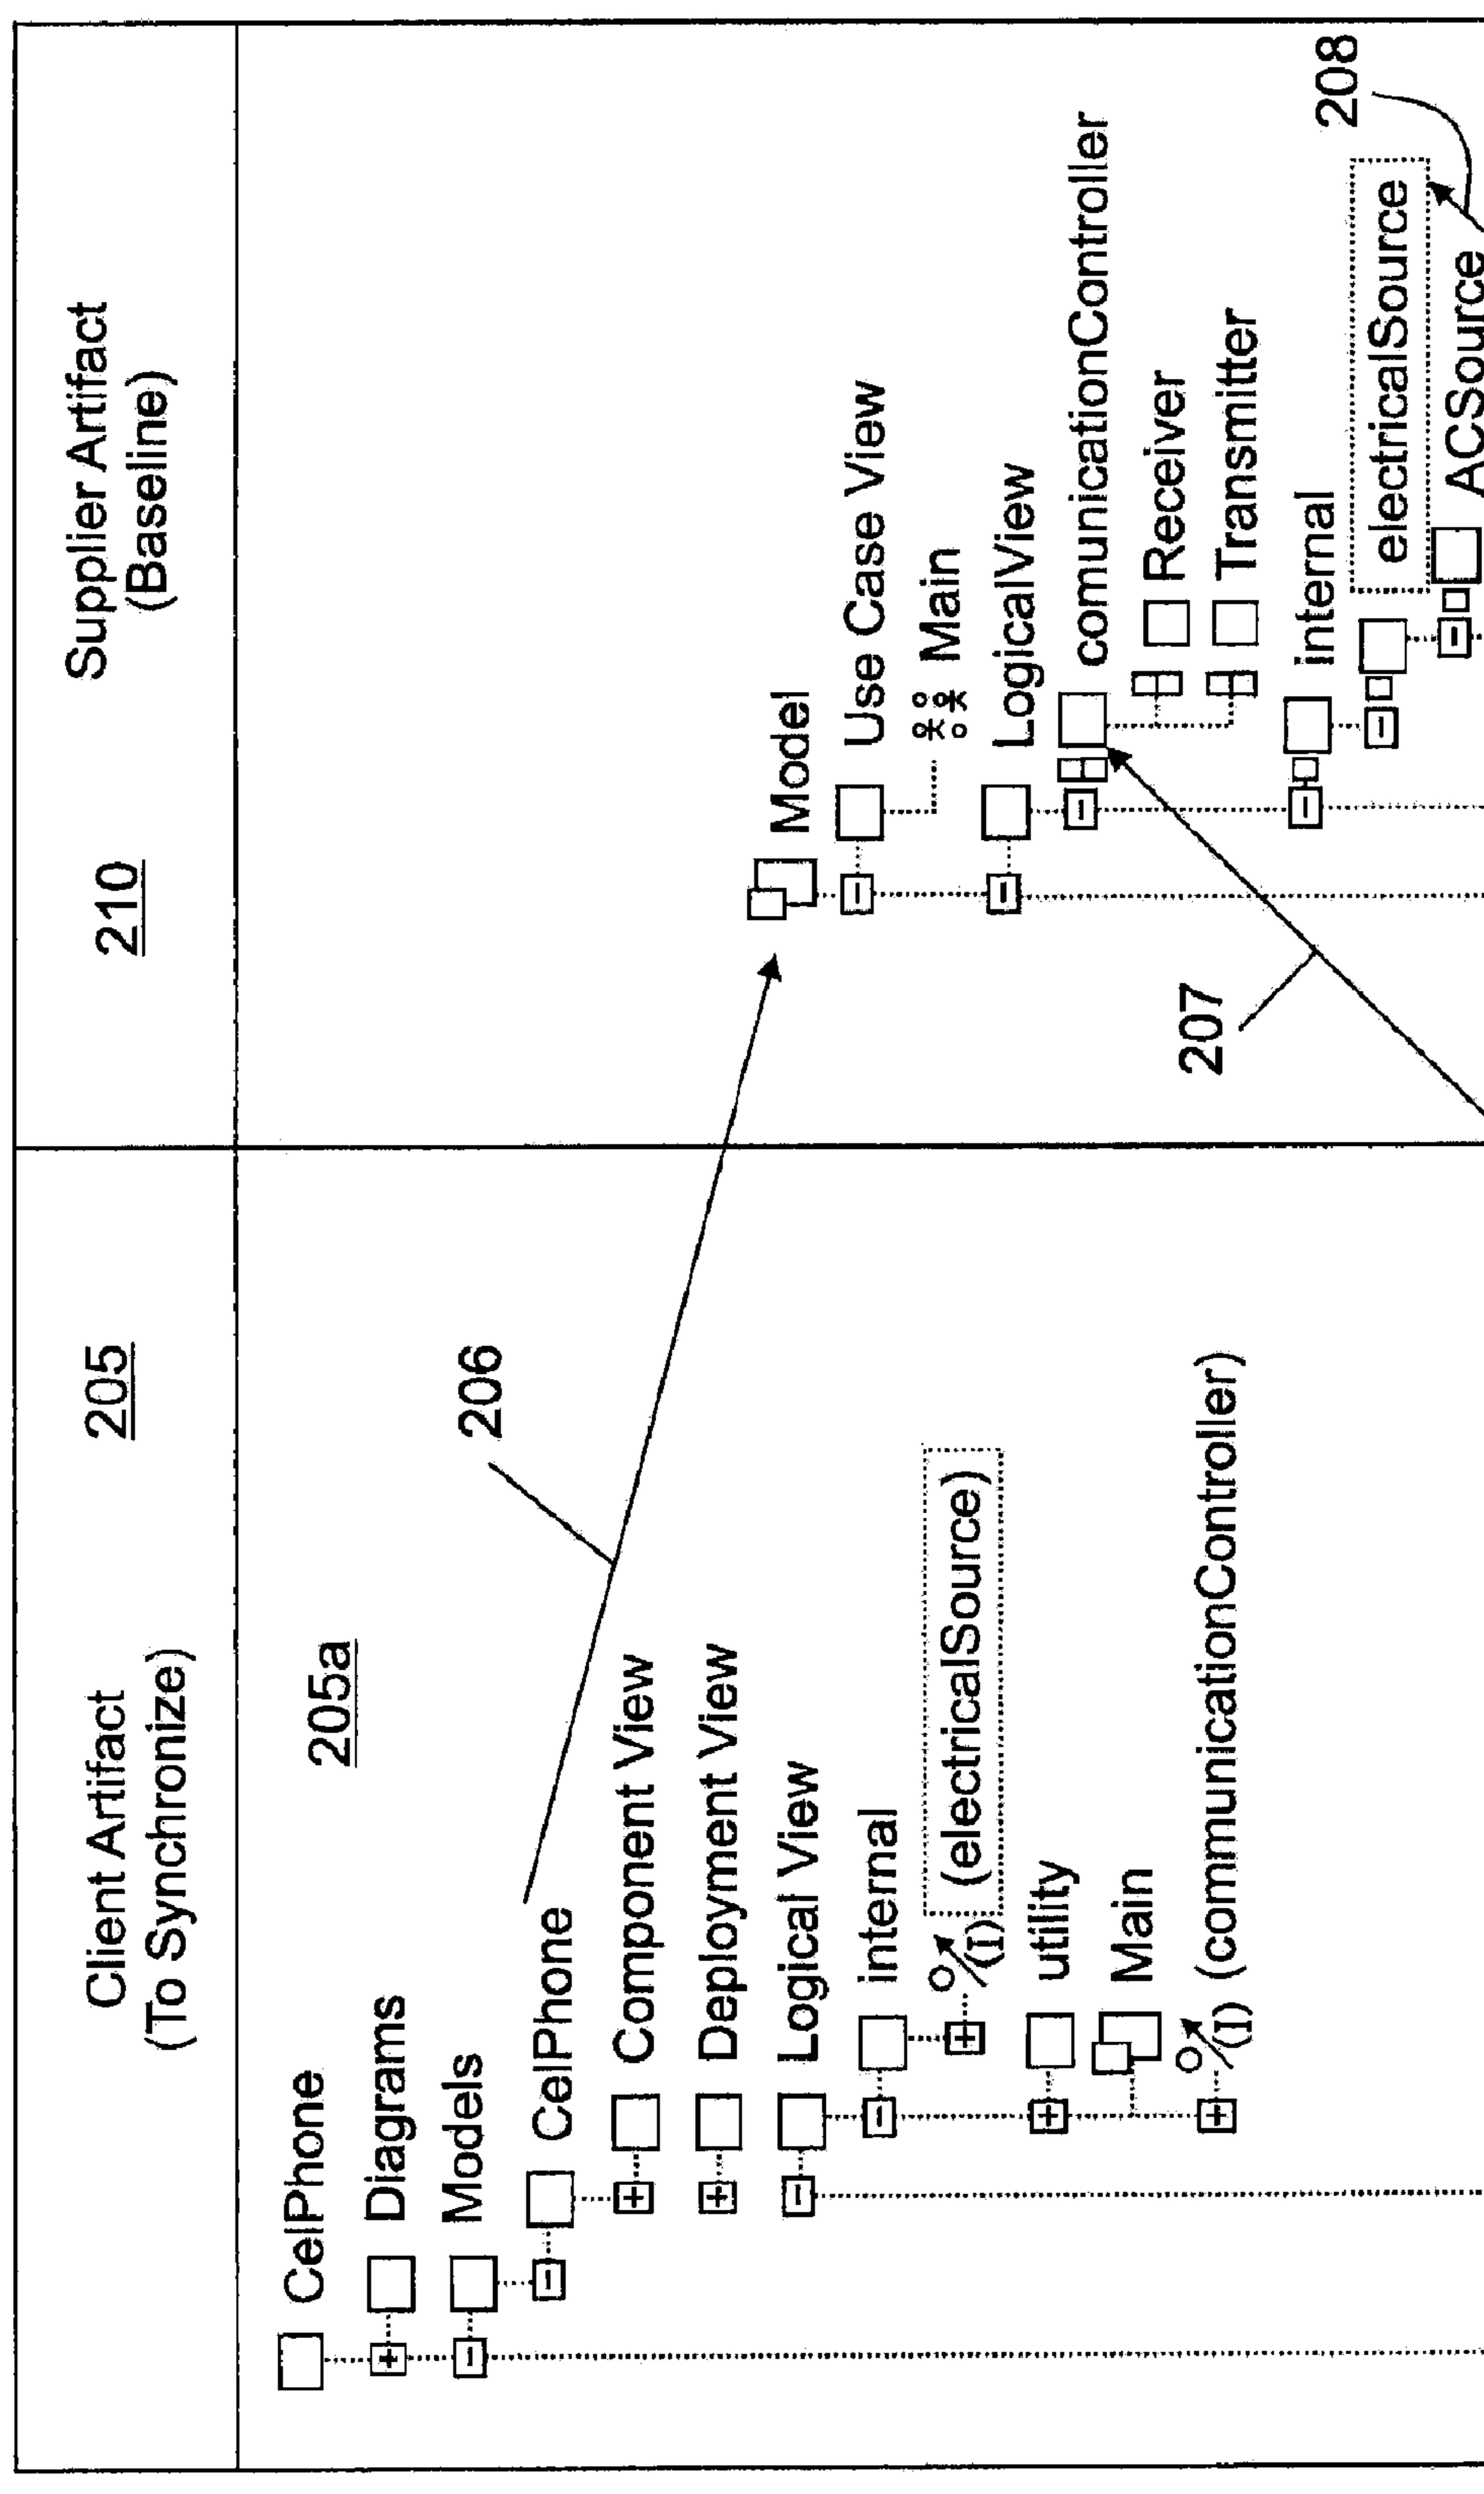 Client Artifact
(To Synchronize)
205
Supplier Artifact
(Baseline)
210
205a
CelPhone
Diagrams
Models
CelPhone
Component View
Deployment View
Logical View
internal
(I) (electricalSource)
utility
Main
(I) (communicationController)
206
Model
Use Case View
Main
LogicalView
comunicationController
Receiver
Transmitter
internal
electricalSource
ACSource
207
208